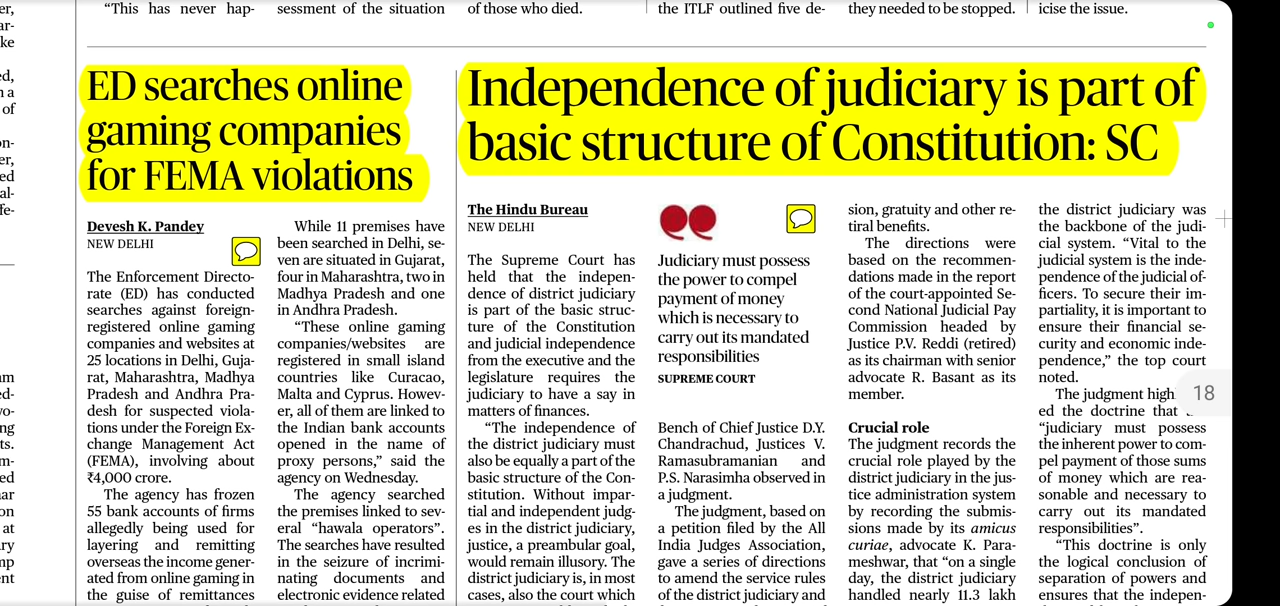 er,
ar-
ke
ed,
n a
of
on-
er,
ed
al-
fe-
am
ed-
vo-
ng
ts.
m-
ed
ar
on
at
ry
mp
ent
“This has never hap-
sessment of the situation
of those who died.
the ITLF outlined five de-
they needed to be stopped.
icise the issue.
ED searches online
gaming companies
for FEMA violations
Devesh K. Pandey
NEW DELHI
The Enforcement Directo-
rate (ED) has conducted
searches against foreign-
registered online gaming
companies and websites at
25 locations in Delhi, Guja-
rat, Maharashtra, Madhya
Pradesh and Andhra Pra-
desh for suspected viola-
tions under the Foreign Ex-
change Management Act
(FEMA), involving about
₹4,000 crore.
The agency has frozen
55 bank accounts of firms
allegedly being used for
layering and remitting
overseas the income gener-
ated from online gaming in
the guise of remittances
While 11 premises have
been searched in Delhi, se-
ven are situated in Gujarat,
four in Maharashtra, two in
Madhya Pradesh and one
in Andhra Pradesh.
“These online gaming
companies/websites are
registered in small island
countries like Curacao,
Malta and Cyprus. Howev-
er, all of them are linked to
the Indian bank accounts
opened in the name of
proxy persons,” said the
agency on Wednesday.
The agency searched
the premises linked to sev-
eral “hawala operators”.
The searches have resulted
in the seizure of incrimi-
nating documents and
electronic evidence related
Independence of judiciary is part of
basic structure of Constitution: SC
The Hindu Bureau
NEW DELHI
The Supreme Court has
held that the indepen-
dence of district judiciary
is part of the basic struc-
ture of the Constitution
and judicial independence
from the executive and the
legislature requires the
judiciary to have a say in
matters of finances.
“The independence of
the district judiciary must
also be equally a part of the
basic structure of the Con-
stitution. Without impar-
tial and independent judg-
es in the district judiciary,
justice, a preambular goal,
would remain illusory. The
district judiciary is, in most
cases, also the court which
Judiciary must possess
the power to compel
payment of money
which is necessary to
carry out its mandated
responsibilities
SUPREME COURT
Bench of Chief Justice D.Y.
Chandrachud, Justices V.
Ramasubramanian and
P.S. Narasimha observed in
a judgment.
The judgment, based on
a petition filed by the All
India Judges Association,
gave a series of directions
to amend the service rules
of the district judiciary and
sion, gratuity and other re-
tiral benefits.
The directions were
based on the recommen-
dations made in the report
of the court-appointed Se-
cond National Judicial Pay
Commission headed by
Justice P.V. Reddi (retired)
as its chairman with senior
advocate R. Basant as its
member.
Crucial role
The judgment records the
crucial role played by the
district judiciary in the jus-
tice administration system
by recording the submis-
sions made by its amicus
curiae, advocate K. Para-
meshwar, that “on a single
day, the district judiciary
handled nearly 11.3 lakh
the district judiciary was
the backbone of the judi-
cial system. “Vital to the
judicial system is the inde-
pendence of the judicial of-
ficers. To secure their im-
partiality, it is important to
ensure their financial se-
curity and economic inde-
pendence,” the top court
noted.
The judgment high
ed the doctrine that
“judiciary must possess
the inherent power to com-
pel payment of those sums
of money which are rea-
sonable and necessary to
carry out its mandated
responsibilities”.
“This doctrine is only
the logical conclusion of
separation of powers and
ensures that the indepen-
18